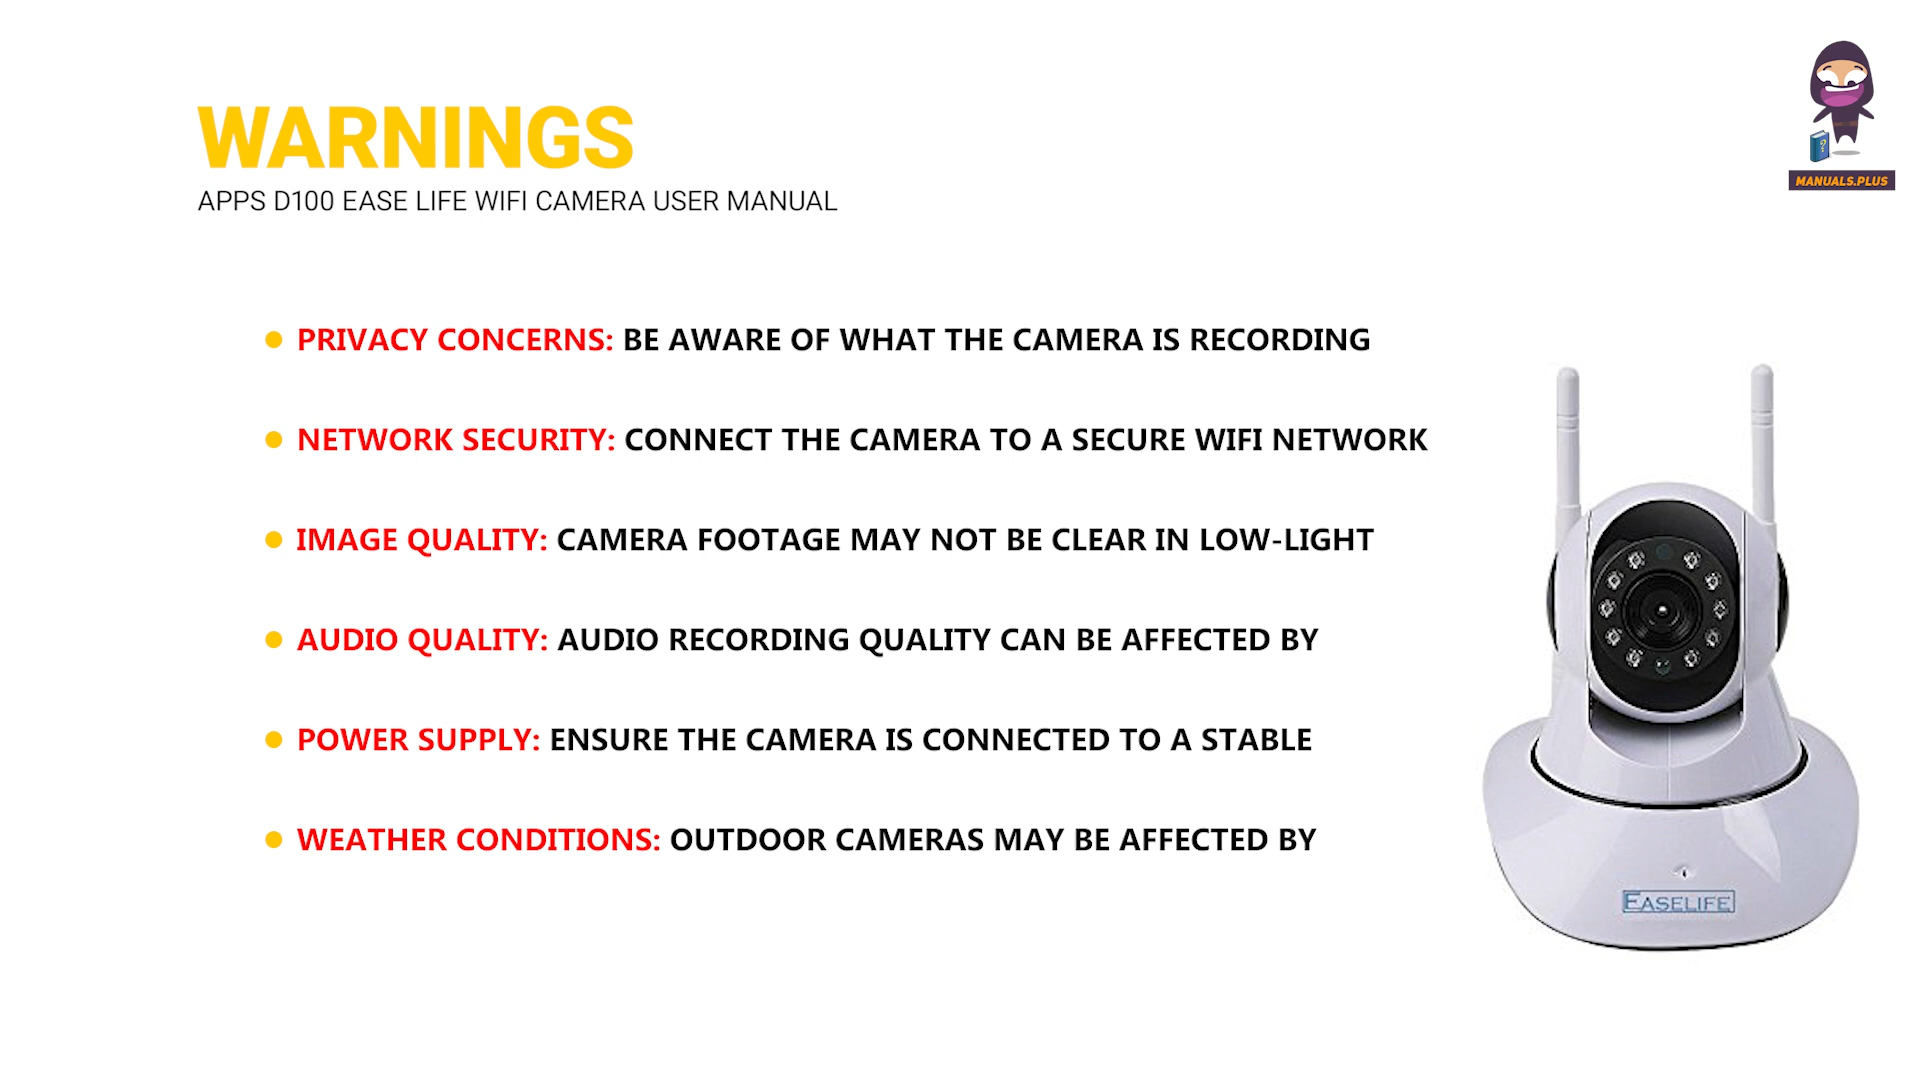 WARNINGS
APPS D100 EASE LIFE WIFI CAMERA USER MANUAL
MANUALS.PLUS
PRIVACY CONCERNS: BE AWARE OF WHAT THE CAMERA IS RECORDING
NETWORK SECURITY: CONNECT THE CAMERA TO A SECURE WIFI NETWORK
IMAGE QUALITY: CAMERA FOOTAGE MAY NOT BE CLEAR IN LOW-LIGHT
AUDIO QUALITY: AUDIO RECORDING QUALITY CAN BE AFFECTED BY
POWER SUPPLY: ENSURE THE CAMERA IS CONNECTED TO A STABLE
WEATHER CONDITIONS: OUTDOOR CAMERAS MAY BE AFFECTED BY
EASELIFE
?